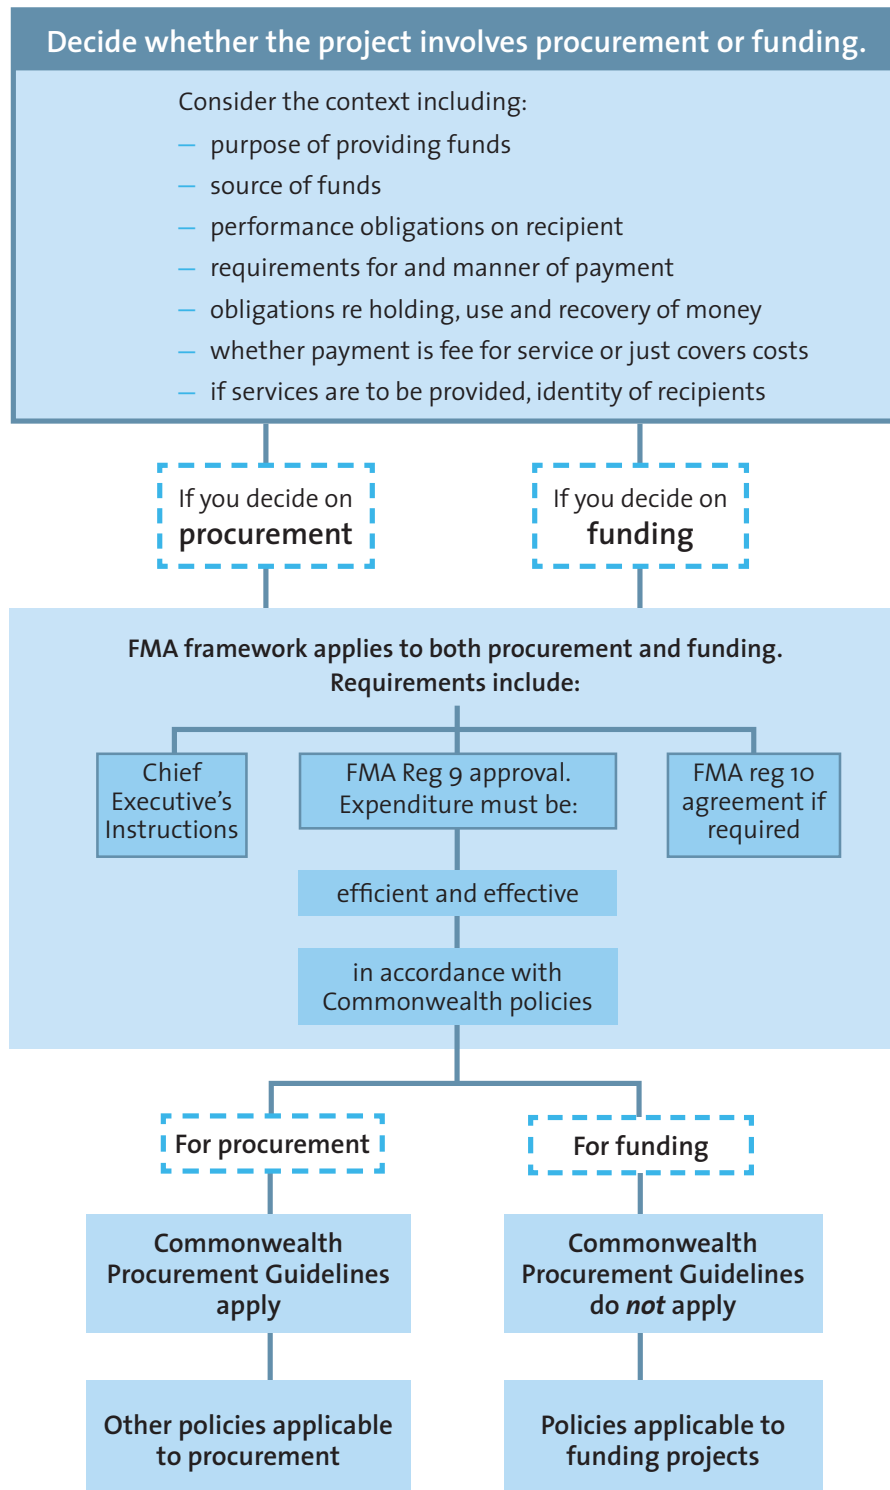 Decide whether the project involves procurement or funding.
Consider the context including:
– purpose of providing funds
– source of funds
– performance obligations on recipient
– requirements for and manner of payment
– obligations re holding, use and recovery of money
– whether payment is fee for service or just covers costs
– if services are to be provided, identity of recipients
If you decide on
procurement
If you decide on
funding
FMA framework applies to both procurement and funding.
Requirements include:
Chief
Executive’s
Instructions
FMA Reg 9 approval.
Expenditure must be:
FMA reg 10
agreement if
required
efficient and effective
in accordance with
Commonwealth policies
For procurement
For funding
Commonwealth
Procurement Guidelines
apply
Commonwealth
Procurement Guidelines
do not apply
Other policies applicable
to procurement
Policies applicable to
funding projects